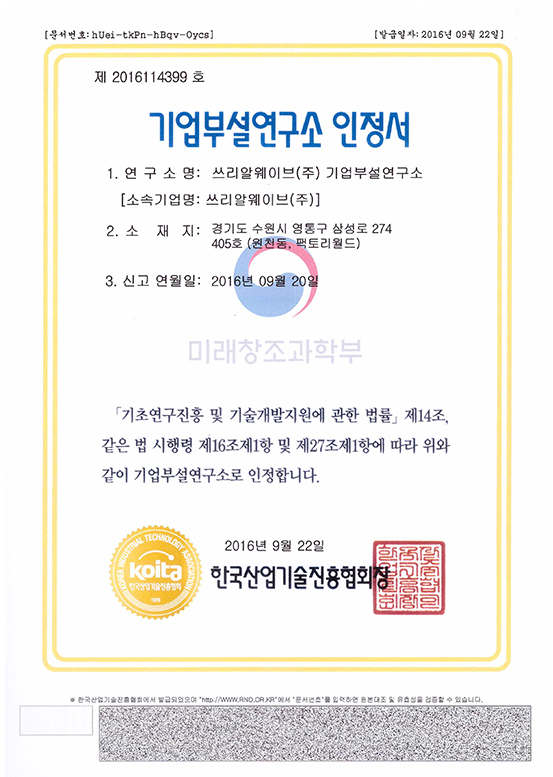 [문서번호: hUei-tkPn-hBqv-Oycs]
[발급일자: 2016년 09월 22일]
제 2016114399 호
기업부설연구소 인정서
1. 연 구 소 명: 쓰리알웨이브(주) 기업부설연구소
[소속기업명: 쓰리알웨이브(주)]
2. 소 재 지: 경기도 수원시 영통구 삼성로 274
405호 (원천동, 팩토리월드)
3. 신고 연월일: 2016년 09월 20일
미래창조과학부
「기초연구진흥 및 기술개발지원에 관한 법률」 제14조,
같은 법 시행령 제16조제1항 및 제27조제1항에 따라 위와
같이 기업부설연구소로 인정합니다.
2016년 9월 22일
한국산업기술진흥협회장
KOREA INDUSTRIAL TECHNOLOGY ASSOCIATION
koita
한국산업기술진흥협회
1979
※ 한국산업기술진흥협회에서 발급되었으며 "http://WWW.RND.OR.KR"에서 "문서번호"를 입력하면 원본대조 및 유효성을 검증할 수 있습니다.